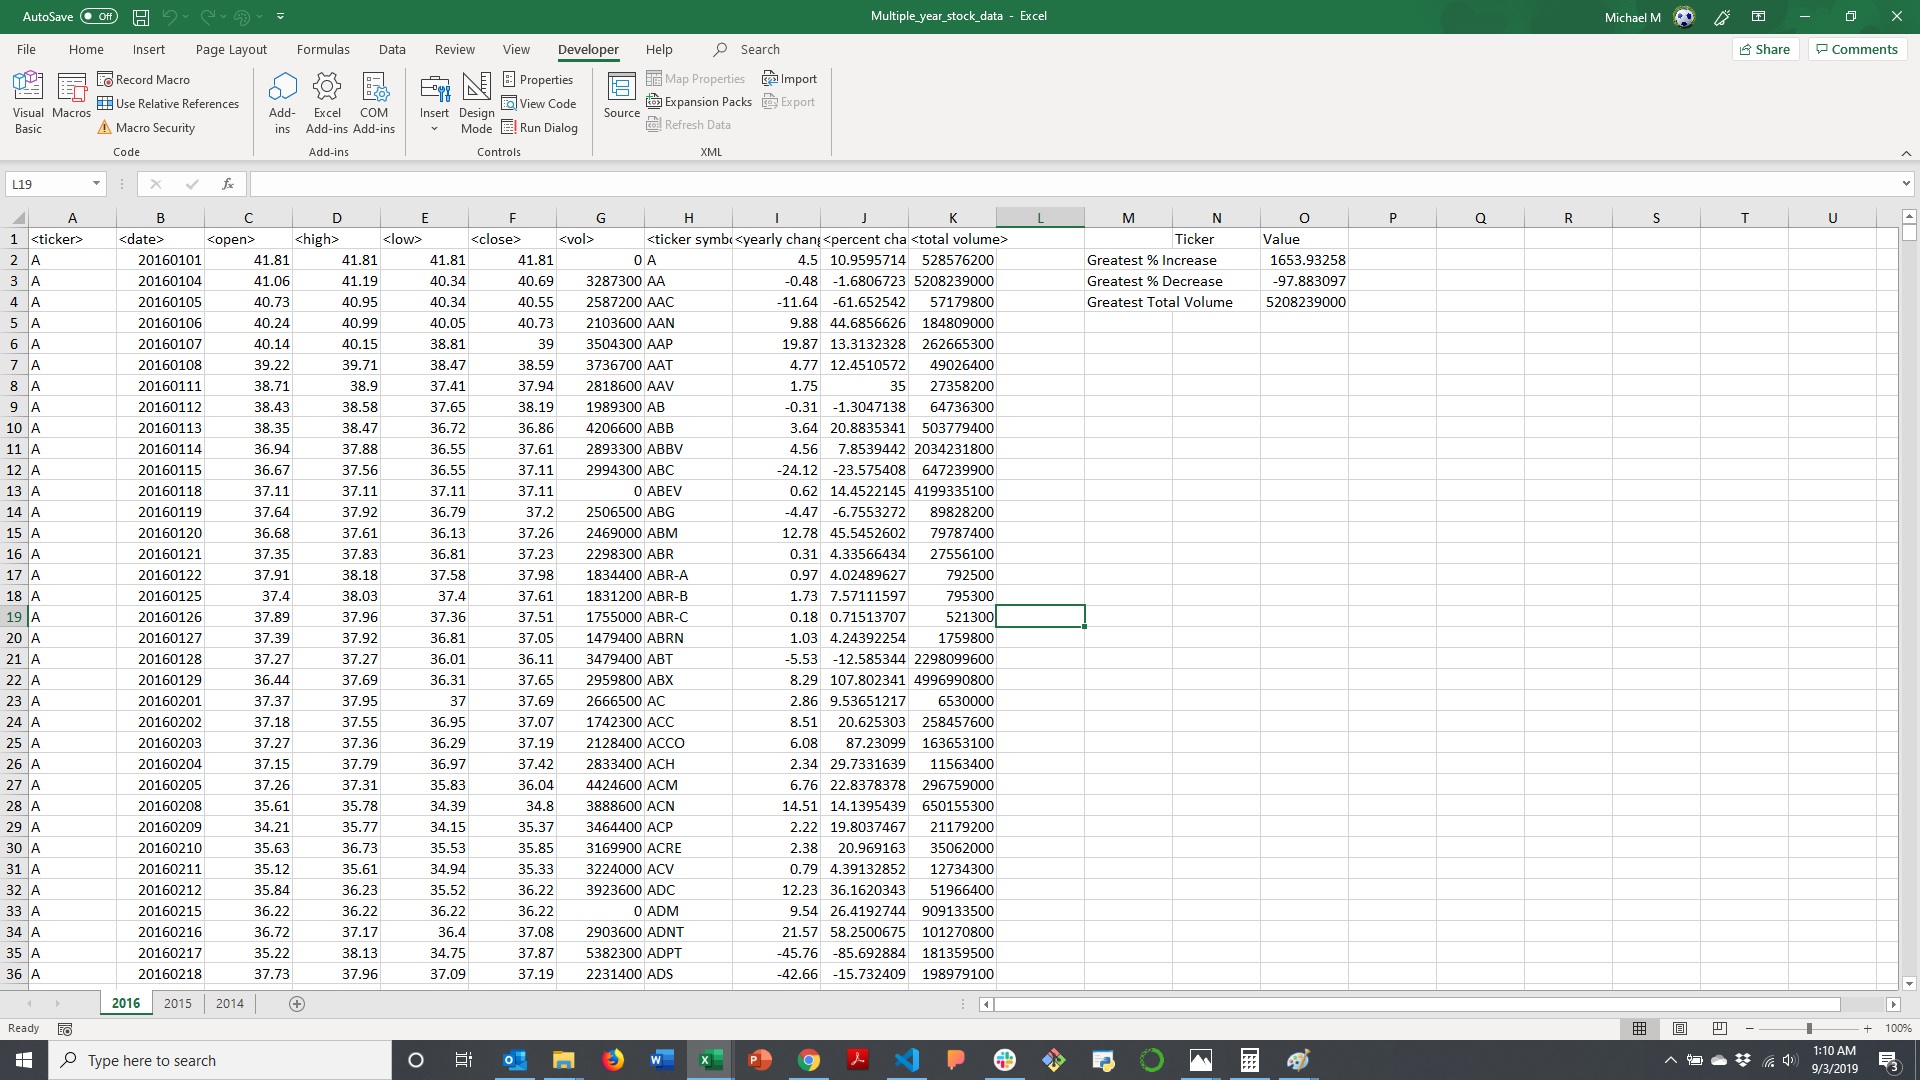 AutoSave Off Multiple_year_stock_data - Excel Michael M
File Home Insert Page Layout Formulas Data Review View Developer Help Search Share Comments
Visual Basic
Macros
Record Macro
Use Relative References
Macro Security
Code
Add-ins
Excel Add-ins
COM Add-ins
Add-ins
Insert
Design Mode
Properties
View Code
Run Dialog
Controls
Source
Map Properties
Expansion Packs
Refresh Data
Import
Export
XML
L19 fx
A B C D E F G H I J K L M N O P Q R S T U
1 <ticker> <date> <open> <high> <low> <close> <vol> <ticker symbo <yearly chang <percent cha <total volume> Ticker Value
2 A 20160101 41.81 41.81 41.81 41.81 0 A 4.5 10.9595714 528576200 Greatest % Increase 1653.93258
3 A 20160104 41.06 41.19 40.34 40.69 3287300 AA -0.48 -1.6806723 5208239000 Greatest % Decrease -97.883097
4 A 20160105 40.73 40.95 40.34 40.55 2587200 AAC -11.64 -61.652542 57179800 Greatest Total Volume 5208239000
5 A 20160106 40.24 40.99 40.05 40.73 2103600 AAN 9.88 44.6856626 184809000
6 A 20160107 40.14 40.15 38.81 39 3504300 AAP 19.87 13.3132328 262665300
7 A 20160108 39.22 39.71 38.47 38.59 3736700 AAT 4.77 12.4510572 49026400
8 A 20160111 38.71 38.9 37.41 37.94 2818600 AAV 1.75 35 27358200
9 A 20160112 38.43 38.58 37.65 38.19 1989300 AB -0.31 -1.3047138 64736300
10 A 20160113 38.35 38.47 36.72 36.86 4206600 ABB 3.64 20.8835341 503779400
11 A 20160114 36.94 37.88 36.55 37.61 2893300 ABBV 4.56 7.8539442 2034231800
12 A 20160115 36.67 37.56 36.55 37.11 2994300 ABC -24.12 -23.575408 647239900
13 A 20160118 37.11 37.11 37.11 37.11 0 ABEV 0.62 14.4522145 4199335100
14 A 20160119 37.64 37.92 36.79 37.2 2506500 ABG -4.47 -6.7553272 89828200
15 A 20160120 36.68 37.61 36.13 37.26 2469000 ABM 12.78 45.5452602 79787400
16 A 20160121 37.35 37.83 36.81 37.23 2298300 ABR 0.31 4.33566434 27556100
17 A 20160122 37.91 38.18 37.58 37.98 1834400 ABR-A 0.97 4.02489627 792500
18 A 20160125 37.4 38.03 37.4 37.61 1831200 ABR-B 1.73 7.57111597 795300
19 A 20160126 37.89 37.96 37.36 37.51 1755000 ABR-C 0.18 0.71513707 521300
20 A 20160127 37.39 37.92 36.81 37.05 1479400 ABRN 1.03 4.24392254 1759800
21 A 20160128 37.27 37.27 36.01 36.11 3479400 ABT -5.53 -12.585344 2298099600
22 A 20160129 36.44 37.69 36.31 37.65 2959800 ABX 8.29 107.802341 4996990800
23 A 20160201 37.37 37.95 37 37.69 2666500 AC 2.86 9.53651217 6530000
24 A 20160202 37.18 37.55 36.95 37.07 1742300 ACC 8.51 20.625303 258457600
25 A 20160203 37.27 37.36 36.29 37.19 2128400 ACCO 6.08 87.23099 163653100
26 A 20160204 37.15 37.79 36.97 37.42 2833400 ACH 2.34 29.7331639 11563400
27 A 20160205 37.26 37.31 35.83 36.04 4424600 ACM 6.76 22.8378378 296759000
28 A 20160208 35.61 35.78 34.39 34.8 3888600 ACN 14.51 14.1395439 650155300
29 A 20160209 34.21 35.77 34.15 35.37 3464400 ACP 2.22 19.8037467 21179200
30 A 20160210 35.63 36.73 35.53 35.85 3169900 ACRE 2.38 20.969163 35062000
31 A 20160211 35.12 35.61 34.94 35.33 3224000 ACV 0.79 4.39132852 12734300
32 A 20160212 35.84 36.23 35.52 36.22 3923600 ADC 12.23 36.1620343 51966400
33 A 20160215 36.22 36.22 36.22 36.22 0 ADM 9.54 26.4192744 909133500
34 A 20160216 36.72 37.17 36.4 37.08 2903600 ADNT 21.57 58.2500675 101270800
35 A 20160217 35.22 38.13 34.75 37.87 5382300 ADPT -45.76 -85.692884 181359500
36 A 20160218 37.73 37.96 37.09 37.19 2231400 ADS -42.66 -15.732409 198979100
2016 2015 2014
Ready 100%
Type here to search
1:10 AM
9/3/2019
3